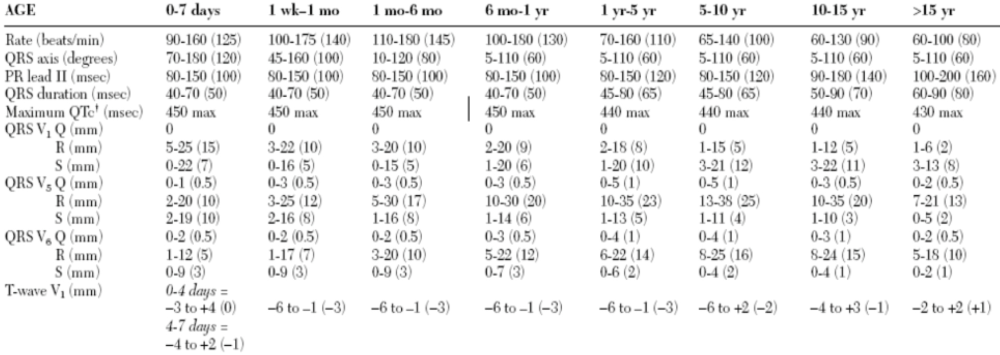 AGE 0-7 days 1 wk–1 mo 1 mo-6 mo 6 mo-1 yr 1 yr-5 yr 5-10 yr 10-15 yr >15 yr
Rate (beats/min) 90-160 (125) 100-175 (140) 110-180 (145) 100-180 (130) 70-160 (110) 65-140 (100) 60-130 (90) 60-100 (80)
QRS axis (degrees) 70-180 (120) 45-160 (100) 10-120 (80) 5-110 (60) 5-110 (60) 5-110 (60) 5-110 (60) 5-110 (60)
PR lead II (msec) 80-150 (100) 80-150 (100) 80-150 (100) 80-150 (100) 80-150 (120) 80-150 (120) 90-180 (140) 100-200 (160)
QRS duration (msec) 40-70 (50) 40-70 (50) 40-70 (50) 40-70 (50) 45-80 (65) 45-80 (65) 50-90 (70) 60-90 (80)
Maximum QTc† (msec) 450 max 450 max 450 max 450 max 440 max 440 max 440 max 430 max
QRS V₁ Q (mm) 0 0 0 0 0 0 0 0
R (mm) 5-25 (15) 3-22 (10) 3-20 (10) 2-20 (9) 2-18 (8) 1-15 (5) 1-12 (5) 1-6 (2)
S (mm) 0-22 (7) 0-16 (5) 0-15 (5) 1-20 (6) 1-20 (10) 3-21 (12) 3-22 (11) 3-13 (8)
QRS V₅ Q (mm) 0-1 (0.5) 0-3 (0.5) 0-3 (0.5) 0-3 (0.5) 0-5 (1) 0-5 (1) 0-3 (0.5) 0-2 (0.5)
R (mm) 2-20 (10) 3-25 (12) 5-30 (17) 10-30 (20) 10-35 (23) 13-38 (25) 10-35 (20) 7-21 (13)
S (mm) 2-19 (10) 2-16 (8) 1-16 (8) 1-14 (6) 1-13 (5) 1-11 (4) 1-10 (3) 0-5 (2)
QRS V₆ Q (mm) 0-2 (0.5) 0-2 (0.5) 0-2 (0.5) 0-3 (0.5) 0-4 (1) 0-4 (1) 0-3 (1) 0-2 (0.5)
R (mm) 1-12 (5) 1-17 (7) 3-20 (10) 5-22 (12) 6-22 (14) 8-25 (16) 8-24 (15) 5-18 (10)
S (mm) 0-9 (3) 0-9 (3) 0-9 (3) 0-7 (3) 0-6 (2) 0-4 (2) 0-4 (1) 0-2 (1)
T-wave V₁ (mm) 0-4 days =
–3 to +4 (0) –6 to –1 (–3) –6 to –1 (–3) –6 to –1 (–3) –6 to –1 (–3) –6 to +2 (–2) –4 to +3 (–1) –2 to +2 (+1)
4-7 days =
–4 to +2 (–1)